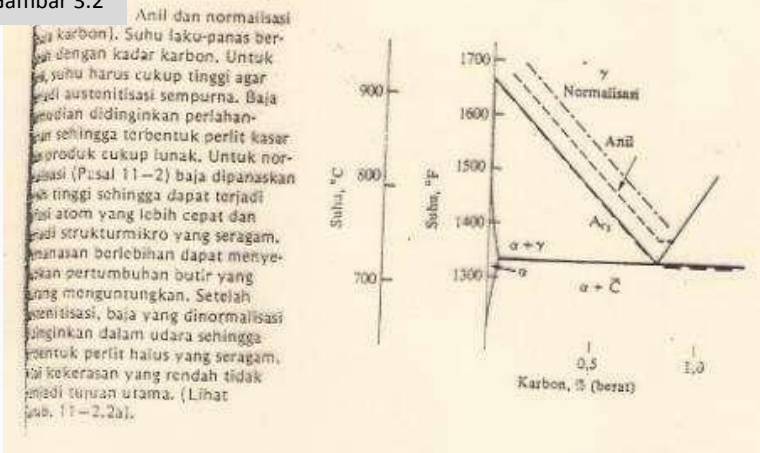 Gambar 3.2
Anil dan normalisasi
karbon). Suhu laku-panas ber-
dengan kadar karbon. Untuk
suhu harus cukup tinggi agar
austenitisasi sempurna. Baja
didinginkan perlahan-
sehingga terbentuk perlit kasar
produk cukup lunak. Untuk nor-
(Pasal 11-2) baja dipanaskan
tinggi sehingga dapat terjadi
atom yang lebih cepat dan
strukturmikro yang seragam.
berlebihan dapat menye-
pertumbuhan butir yang
menguntungkan. Setelah
baja yang dinormalisasi
dalam udara sehingga
perlit halus yang seragam.
kekerasan yang rendah tidak
tujuan utama. (Lihat
11-2.2a).
Suhu, °C
900
800
700
Suhu, °F
1700
1600
1500
1400
1300
γ
Normalisasi
Anil
α + γ
α
α + C̄
0,5
1,0
Karbon, % (berat)